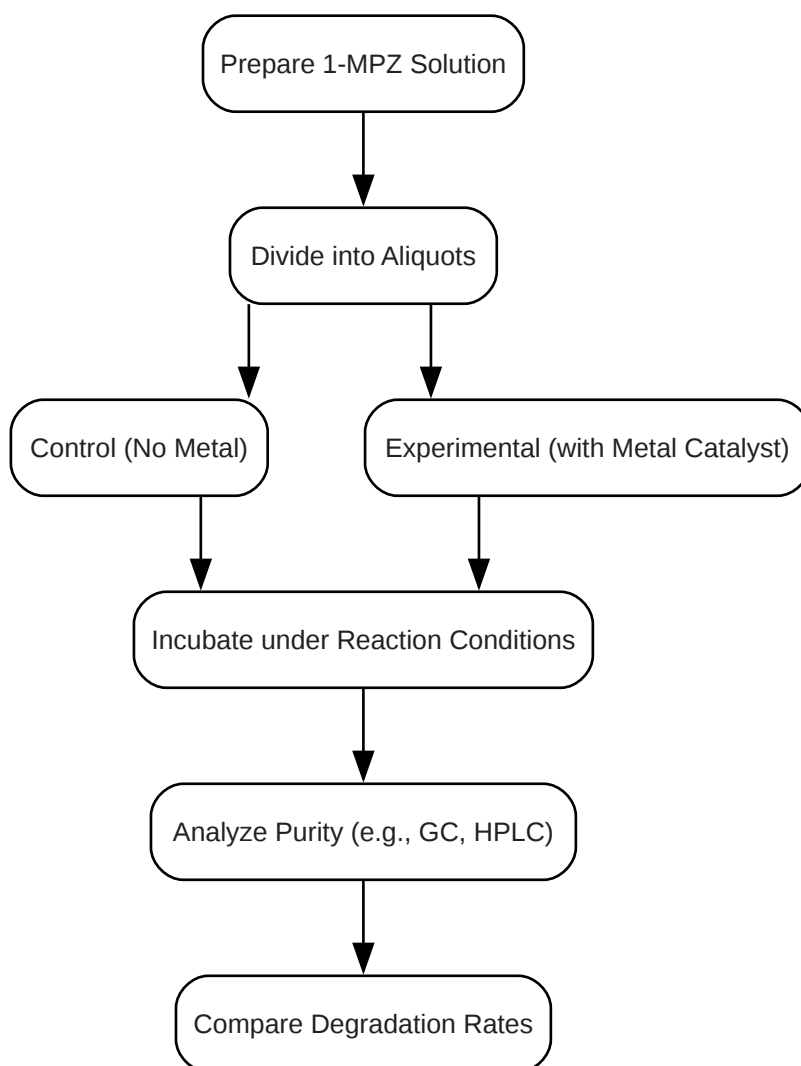 Prepare 1-MPZ Solution
Divide into Aliquots
Control (No Metal)
Experimental (with Metal Catalyst)
Incubate under Reaction Conditions
Analyze Purity (e.g., GC, HPLC)
Compare Degradation Rates